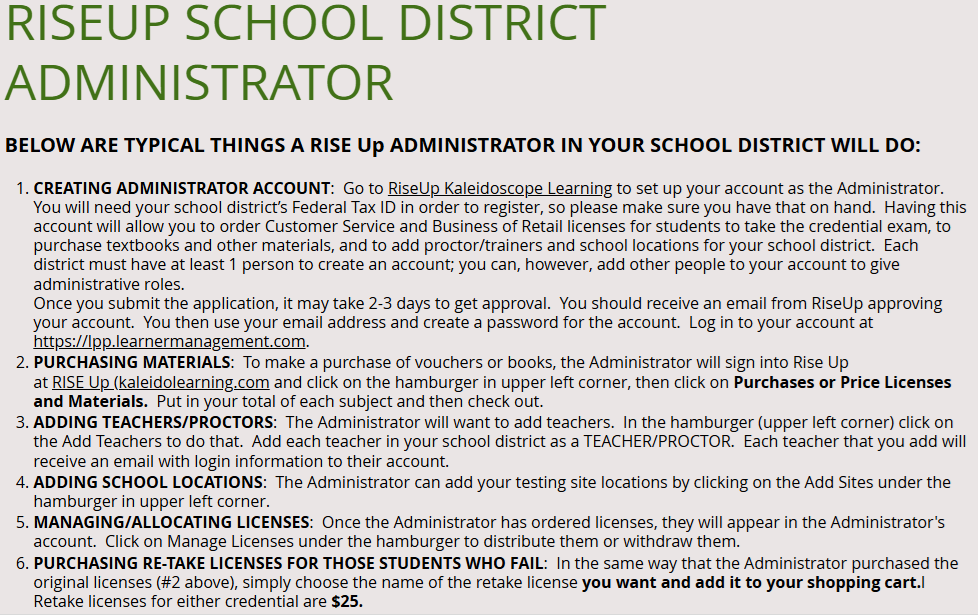 RISEUP SCHOOL DISTRICT
ADMINISTRATOR
BELOW ARE TYPICAL THINGS A RISE Up ADMINISTRATOR IN YOUR SCHOOL DISTRICT WILL DO:
1. CREATING ADMINISTRATOR ACCOUNT:  Go to RiseUp Kaleidoscope Learning to set up your account as the Administrator.
You will need your school district's Federal Tax ID in order to register, so please make sure you have that on hand.  Having this
account will allow you to order Customer Service and Business of Retail licenses for students to take the credential exam, to
purchase textbooks and other materials, and to add proctor/trainers and school locations for your school district.  Each
district must have at least 1 person to create an account; you can, however, add other people to your account to give
administrative roles.
Once you submit the application, it may take 2-3 days to get approval.  You should receive an email from RiseUp approving
your account.  You then use your email address and create a password for the account.  Log in to your account at
https://lpp.learnermanagement.com.
2. PURCHASING MATERIALS:  To make a purchase of vouchers or books, the Administrator will sign into Rise Up
at RISE Up (kaleidolearning.com and click on the hamburger in upper left corner, then click on Purchases or Price Licenses
and Materials.  Put in your total of each subject and then check out.
3. ADDING TEACHERS/PROCTORS:  The Administrator will want to add teachers.  In the hamburger (upper left corner) click on
the Add Teachers to do that.  Add each teacher in your school district as a TEACHER/PROCTOR.  Each teacher that you add will
receive an email with login information to their account.
4. ADDING SCHOOL LOCATIONS:  The Administrator can add your testing site locations by clicking on the Add Sites under the
hamburger in upper left corner.
5. MANAGING/ALLOCATING LICENSES:  Once the Administrator has ordered licenses, they will appear in the Administrator's
account.  Click on Manage Licenses under the hamburger to distribute them or withdraw them.
6. PURCHASING RE-TAKE LICENSES FOR THOSE STUDENTS WHO FAIL:  In the same way that the Administrator purchased the
original licenses (#2 above), simply choose the name of the retake license you want and add it to your shopping cart.l
Retake licenses for either credential are $25.